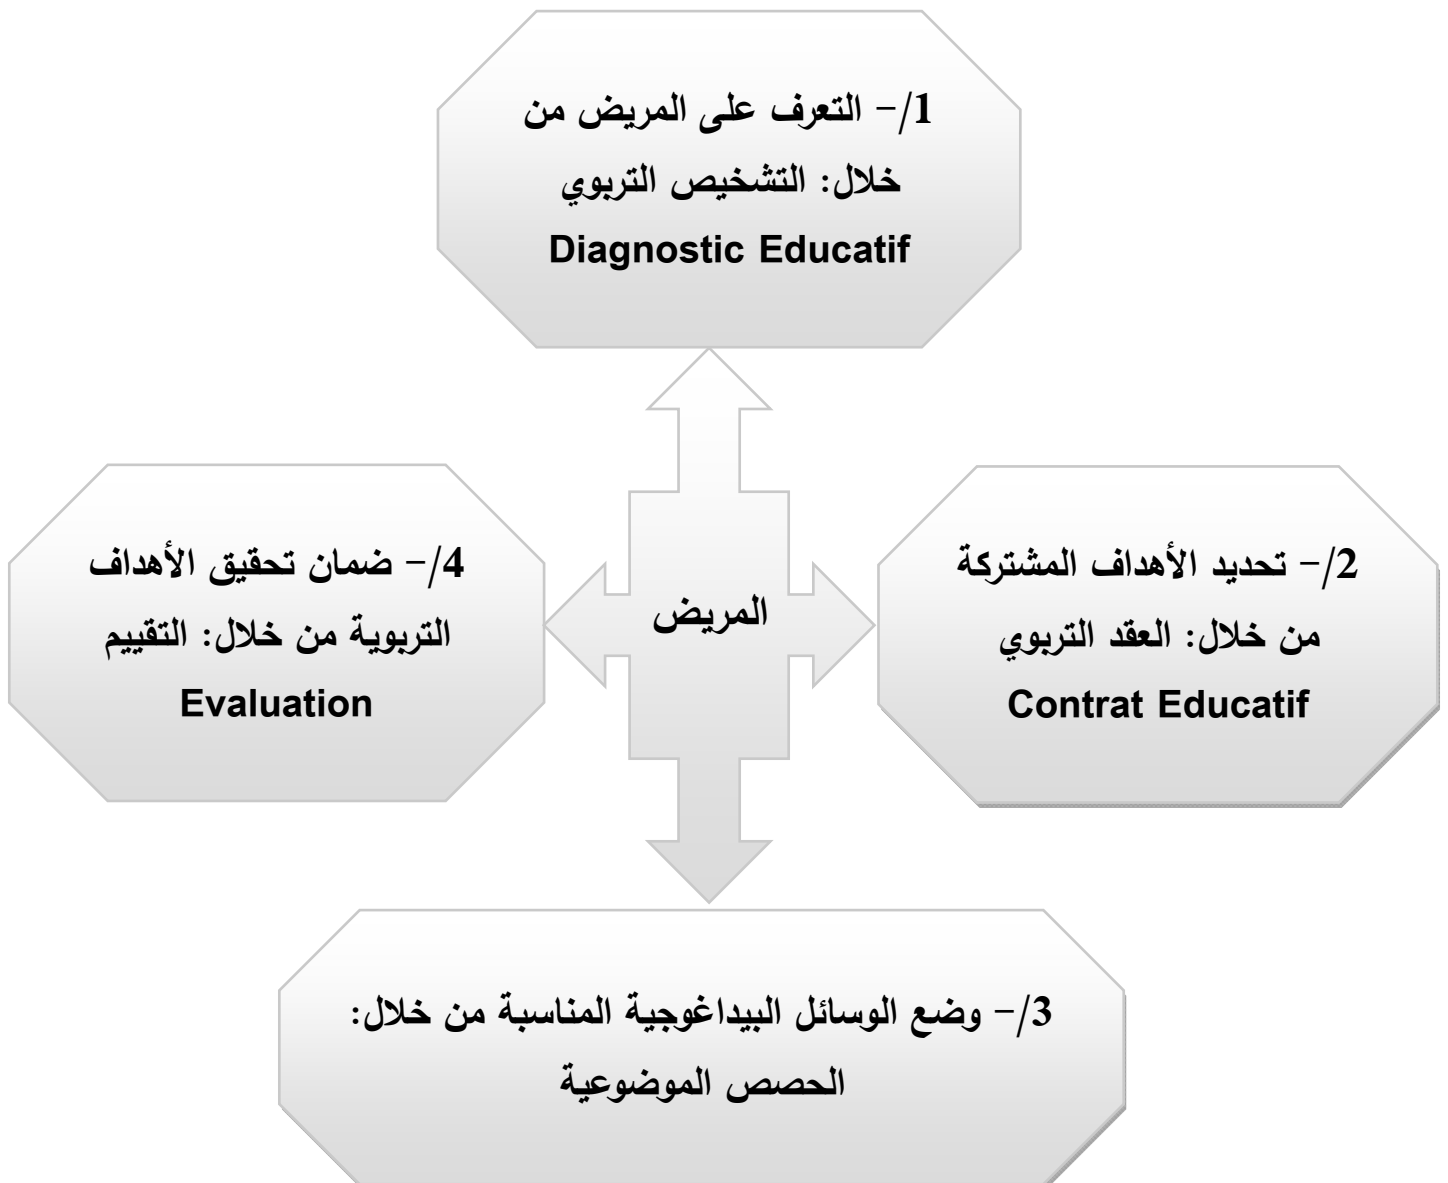 1/- التعرف على المريض من
خلال: التشخيص التربوي
Diagnostic Educatif
2/- تحديد الأهداف المشتركة
من خلال: العقد التربوي
Contrat Educatif
المريض
4/- ضمان تحقيق الأهداف
التربوية من خلال: التقييم
Evaluation
3/- وضع الوسائل البيداغوجية المناسبة من خلال:
الحصص الموضوعية